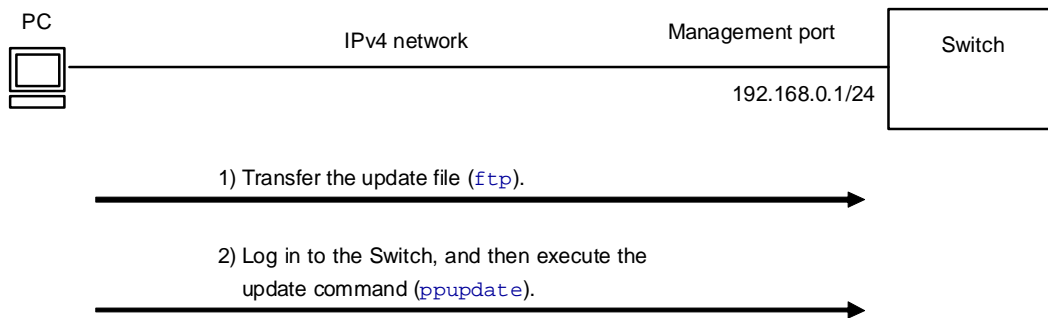 PC
IPv4 network
Management port
Switch
192.168.0.1/24
1) Transfer the update file (ftp).
2) Log in to the Switch, and then execute the
update command (ppupdate).